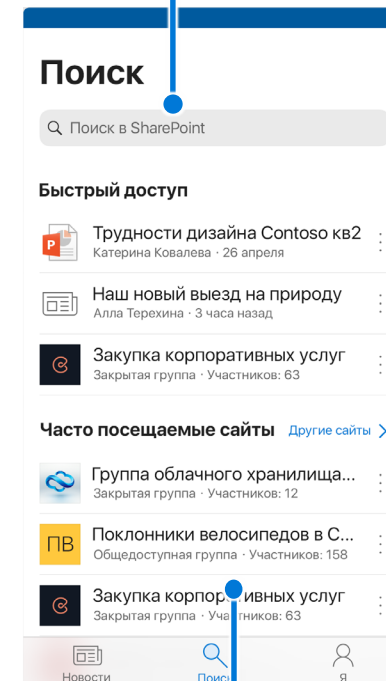 Поиск
Поиск в SharePoint
Быстрый доступ
P
Трудности дизайна Contoso кв2
Катерина Ковалева · 26 апреля
Наш новый выезд на природу
Алла Терехина · 3 часа назад
Закупка корпоративных услуг
Закрытая группа · Участников: 63
Часто посещаемые сайты Другие сайты
Группа облачного хранилища...
Закрытая группа · Участников: 12
ПВ
Поклонники велосипедов в С...
Общедоступная группа · Участников: 158
Закупка корпоративных услуг
Закрытая группа · Участников: 63
Новости Поиск Я